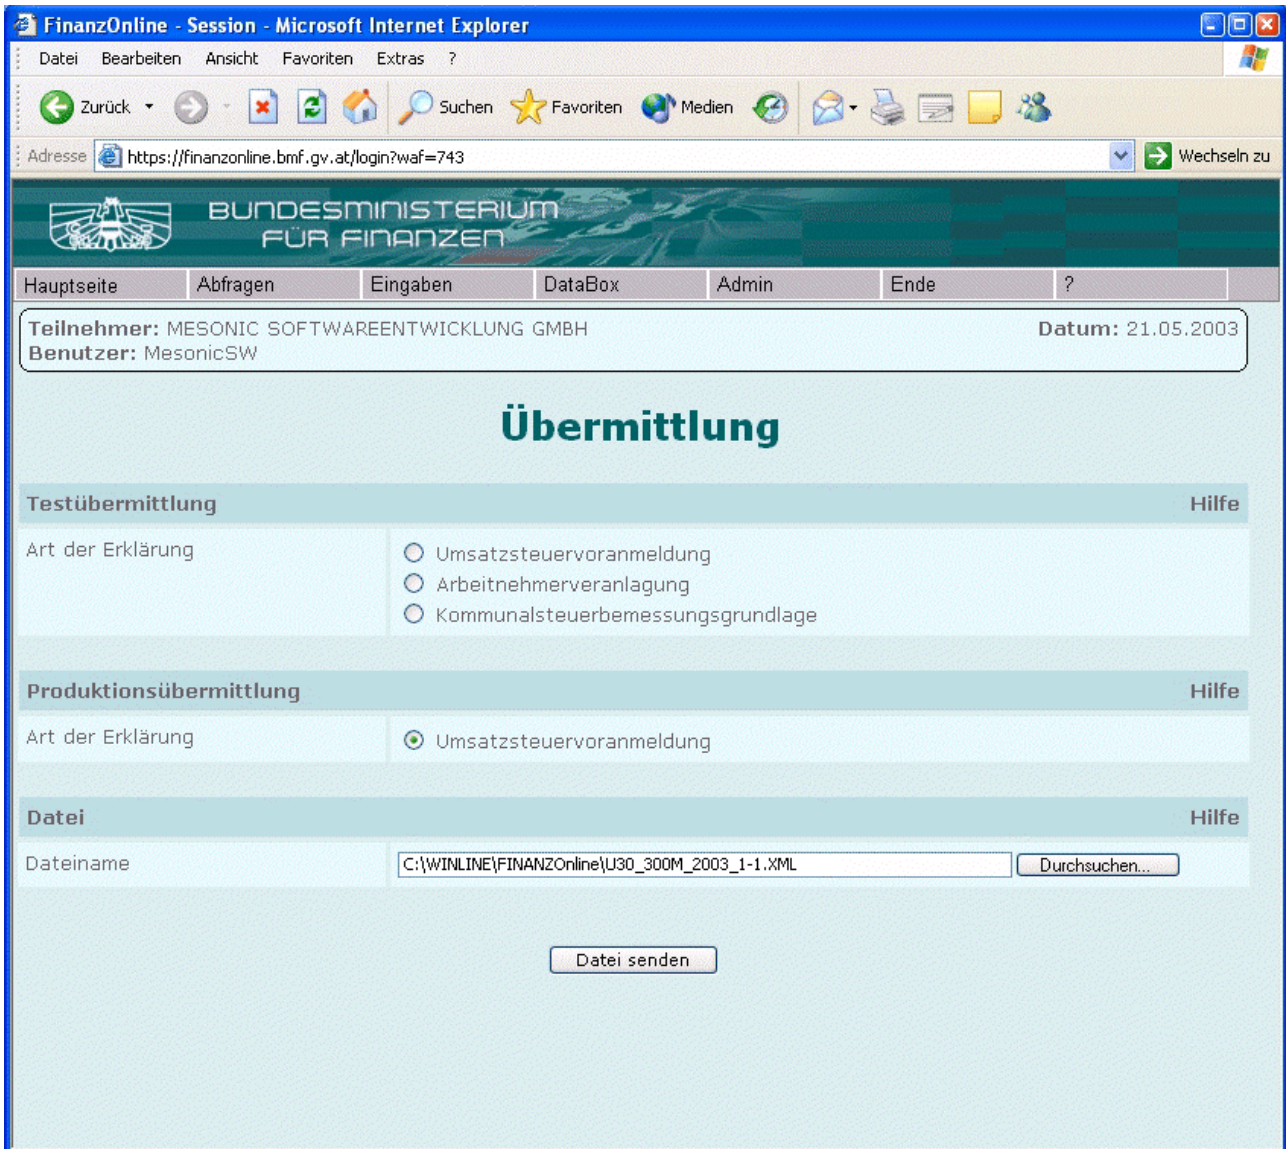 FinanzOnline - Session - Microsoft Internet Explorer
Datei Bearbeiten Ansicht Favoriten Extras ?
Zurück Suchen Favoriten Medien
Adresse https://finanzonline.bmf.gv.at/login?waf=743 Wechseln zu
BUNDESMINISTERIUM
FÜR FINANZEN
Hauptseite Abfragen Eingaben DataBox Admin Ende ?
Teilnehmer: MESONIC SOFTWAREENTWICKLUNG GMBH Datum: 21.05.2003
Benutzer: MesonicSW
Übermittlung
Testübermittlung Hilfe
Art der Erklärung Umsatzsteuervoranmeldung
Arbeitnehmerveranlagung
Kommunalsteuerbemessungsgrundlage
Produktionsübermittlung Hilfe
Art der Erklärung Umsatzsteuervoranmeldung
Datei Hilfe
Dateiname C:\WINLINE\FINANZOnline\U30_300M_2003_1-1.XML Durchsuchen...
Datei senden